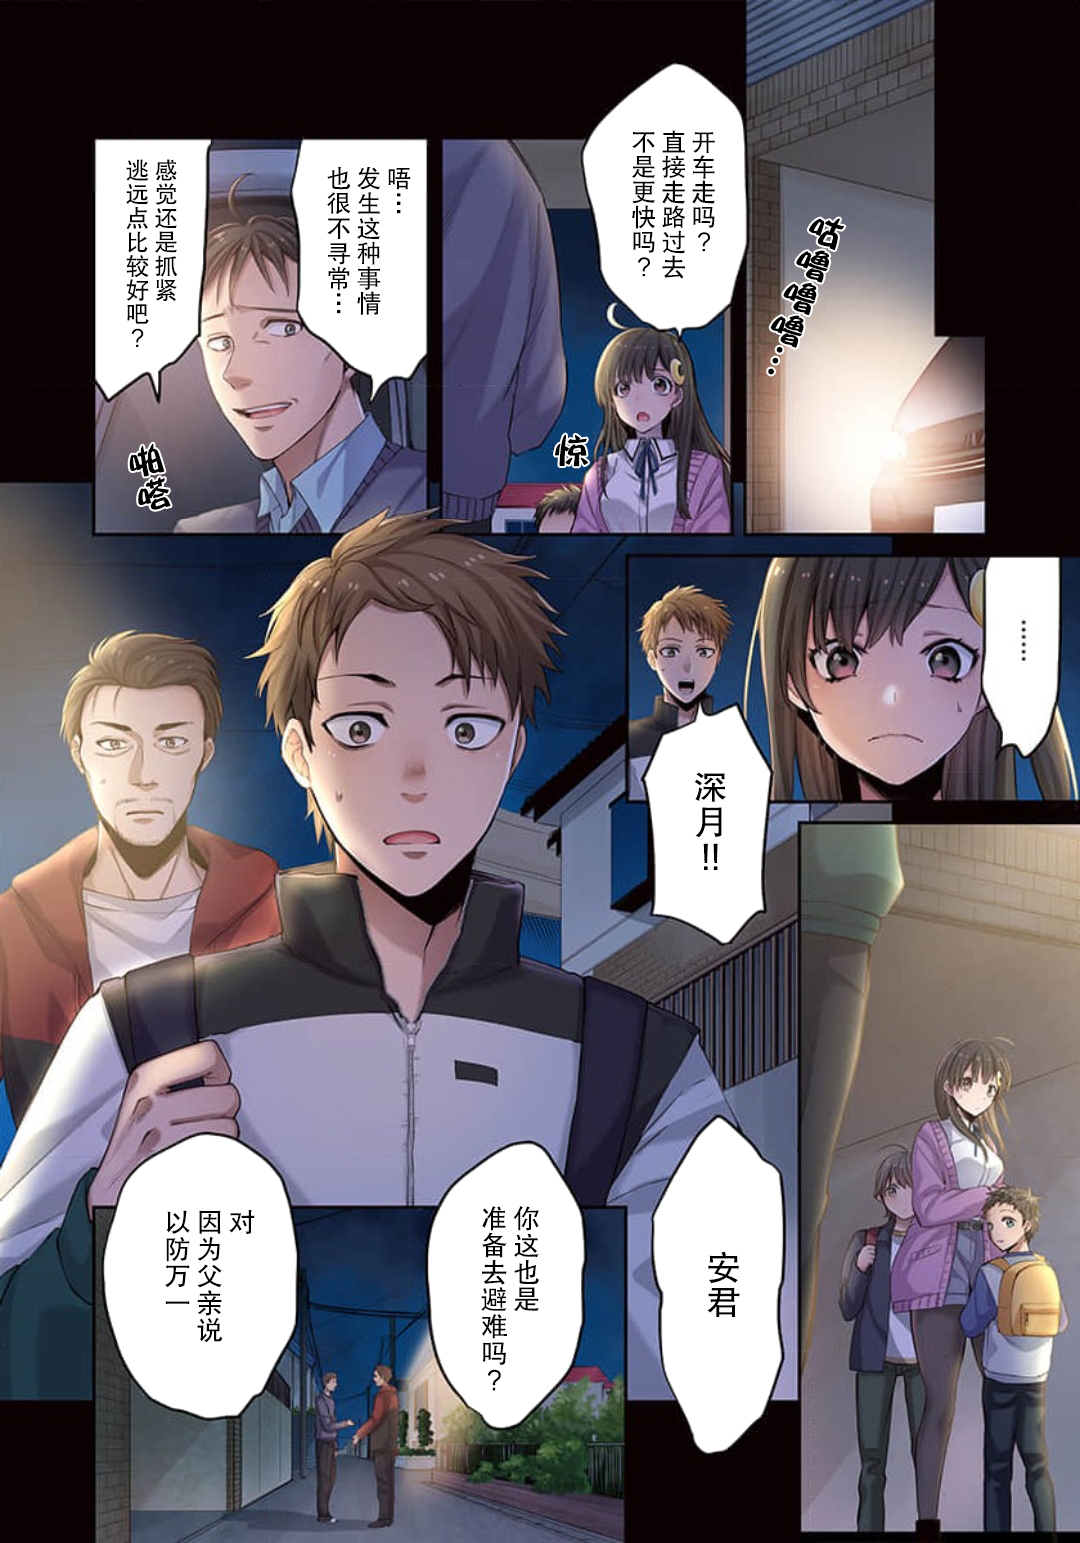 咕噜噜噜…
开车走吗？
直接走路过去
不是更快吗？
惊
唔…
发生这种事情
也很不寻常…
感觉还是抓紧
逃远点比较好吧？
啪嗒
……
深月!!
安君
你这也是
准备去避难吗？
对
因为父亲说
以防万一